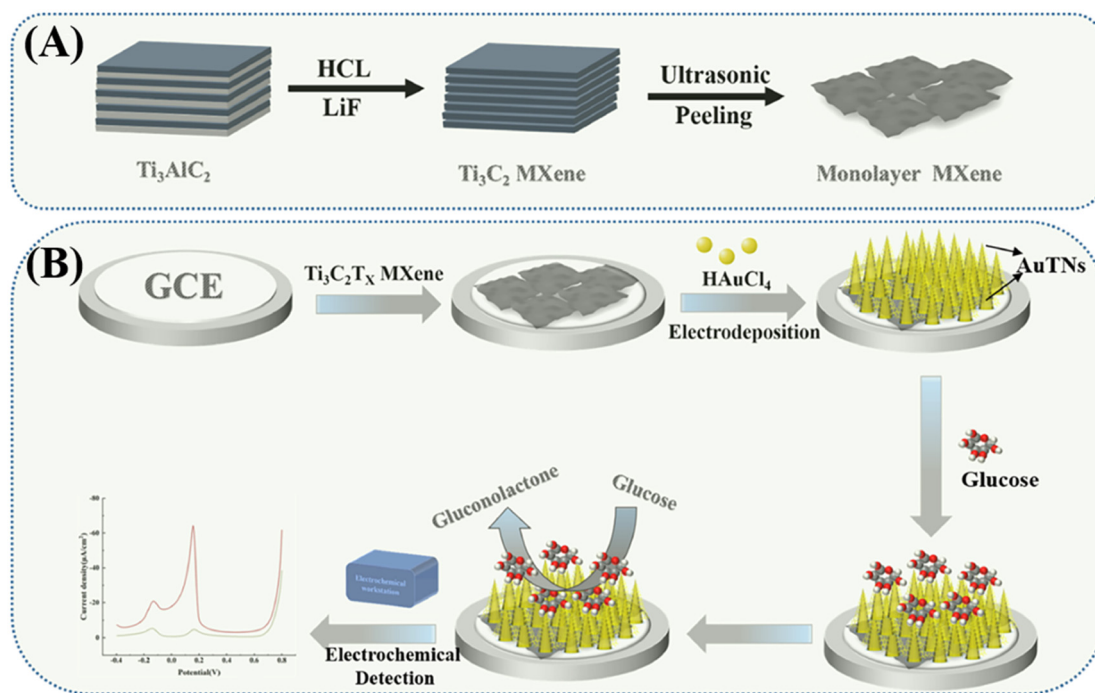 (A)
HCL
LiF
Ultrasonic
Peeling
Ti₃AlC₂
Ti₃C₂ MXene
Monolayer MXene
(B)
GCE
Ti₃C₂Tₓ MXene
HAuCl₄
Electrodeposition
AuTNs
Glucose
Gluconolactone
Glucose
Electrochemical
workstation
Electrochemical
Detection
Current density(μA/cm²)
-80
-60
-40
-20
0
-0.4
-0.2
0.0
0.2
0.4
0.6
0.8
Potential(V)